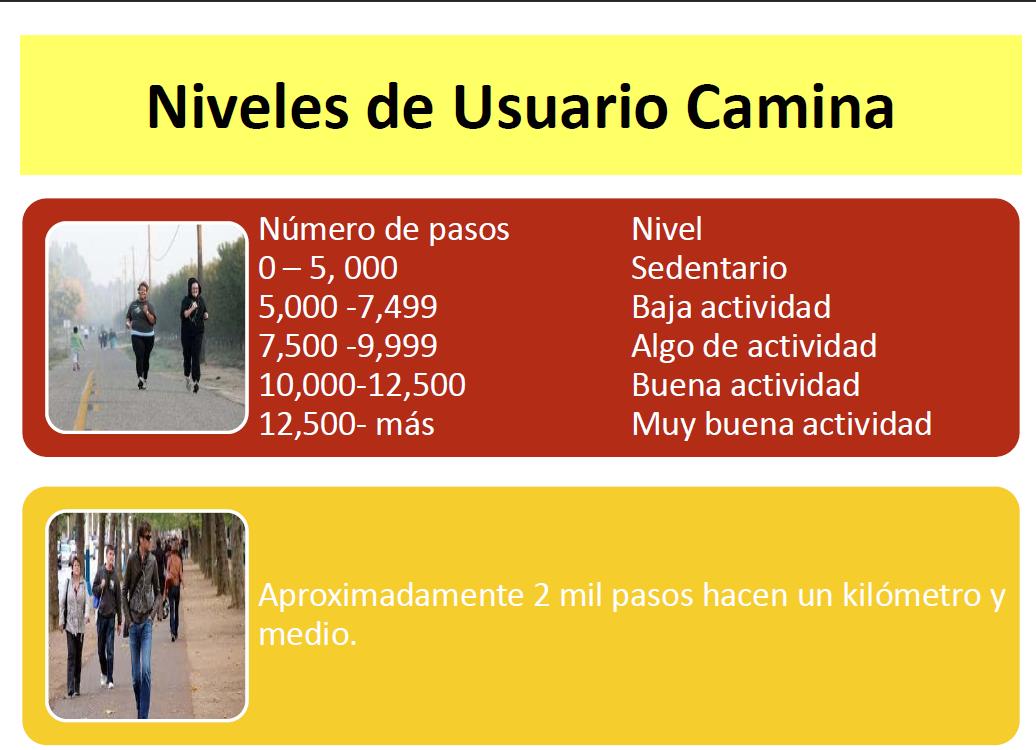 Niveles de Usuario Camina
Número de pasos Nivel
0 – 5, 000 Sedentario
5,000 -7,499 Baja actividad
7,500 -9,999 Algo de actividad
10,000-12,500 Buena actividad
12,500- más Muy buena actividad
Aproximadamente 2 mil pasos hacen un kilómetro y
medio.